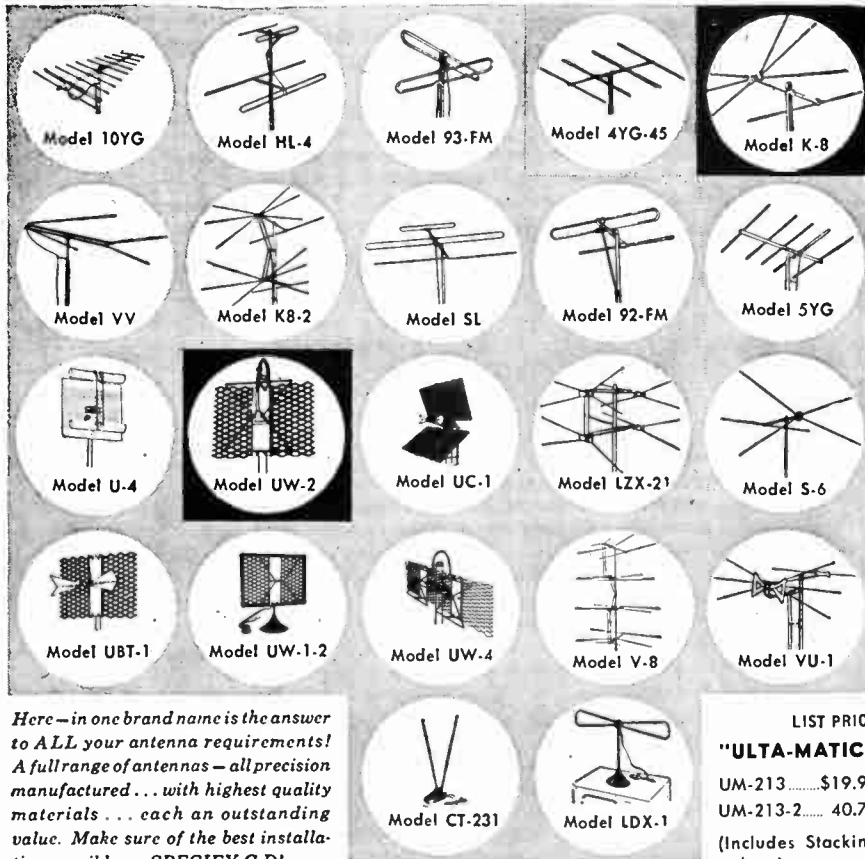 Model 10YG
Model HL-4
Model 93-FM
Model 4YG-45
Model K-8
Model VV
Model K8-2
Model SL
Model 92-FM
Model 5YG
Model U-4
Model UW-2
Model UC-1
Model LZX-21
Model S-6
Model UBT-1
Model UW-1-2
Model UW-4
Model V-8
Model VU-1
Model CT-231
Model LDX-1
Here—in one brand name is the answer
to ALL your antenna requirements!
A full range of antennas—all precision
manufactured... with highest quality
materials... each an outstanding
value. Make sure of the best installa-
LIST
"ULTA-MATIC
UM-213........$19.9
UM-213-2..... 40.7
(Includes